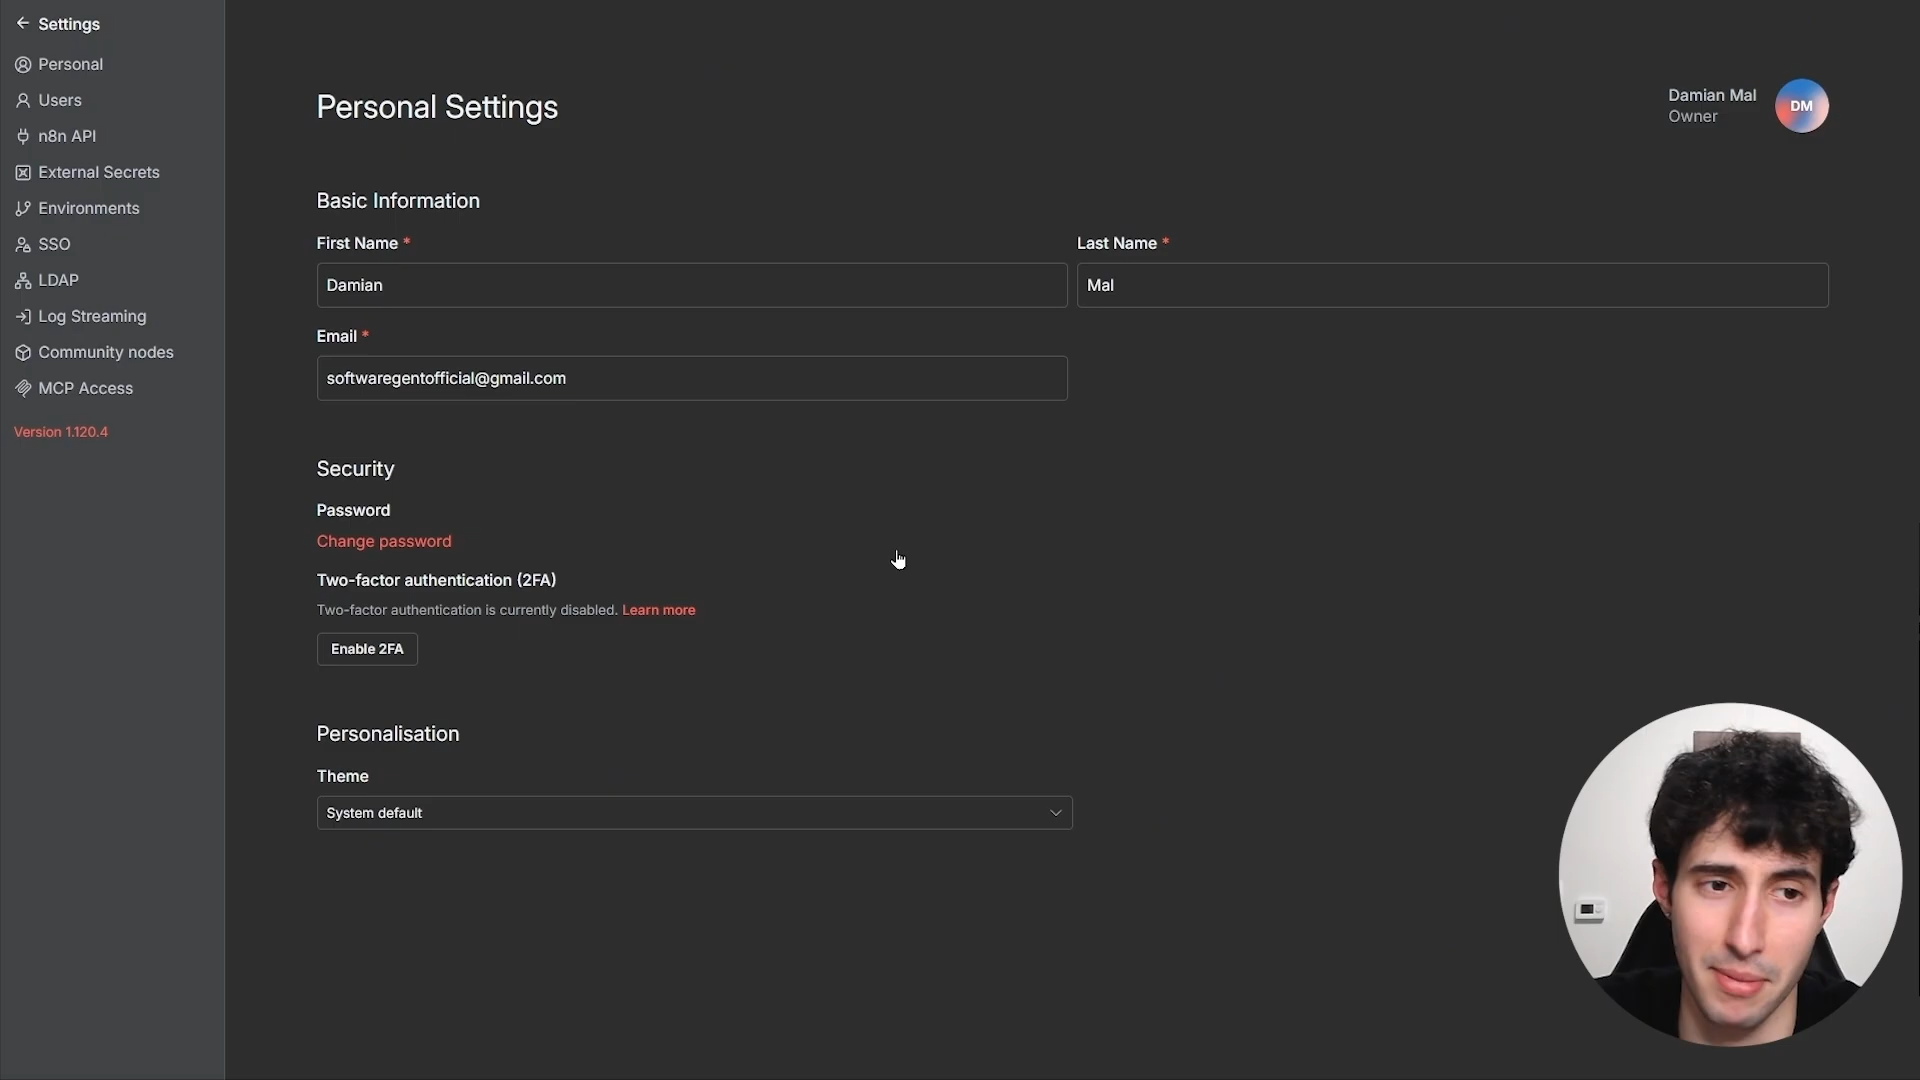 Settings
Personal
Users
n8n API
External Secrets
Environments
SSO
LDAP
Log Streaming
Community nodes
MCP Access
Version 1.120.4
Personal Settings
Damian Mal
Owner
DM
Basic Information
First Name *
Last Name *
Damian
Mal
Email *
softwaregentofficial@gmail.com
Security
Password
Change password
Two-factor authentication (2FA)
Two-factor authentication is currently disabled. Learn more
Enable 2FA
Personalisation
Theme
System default